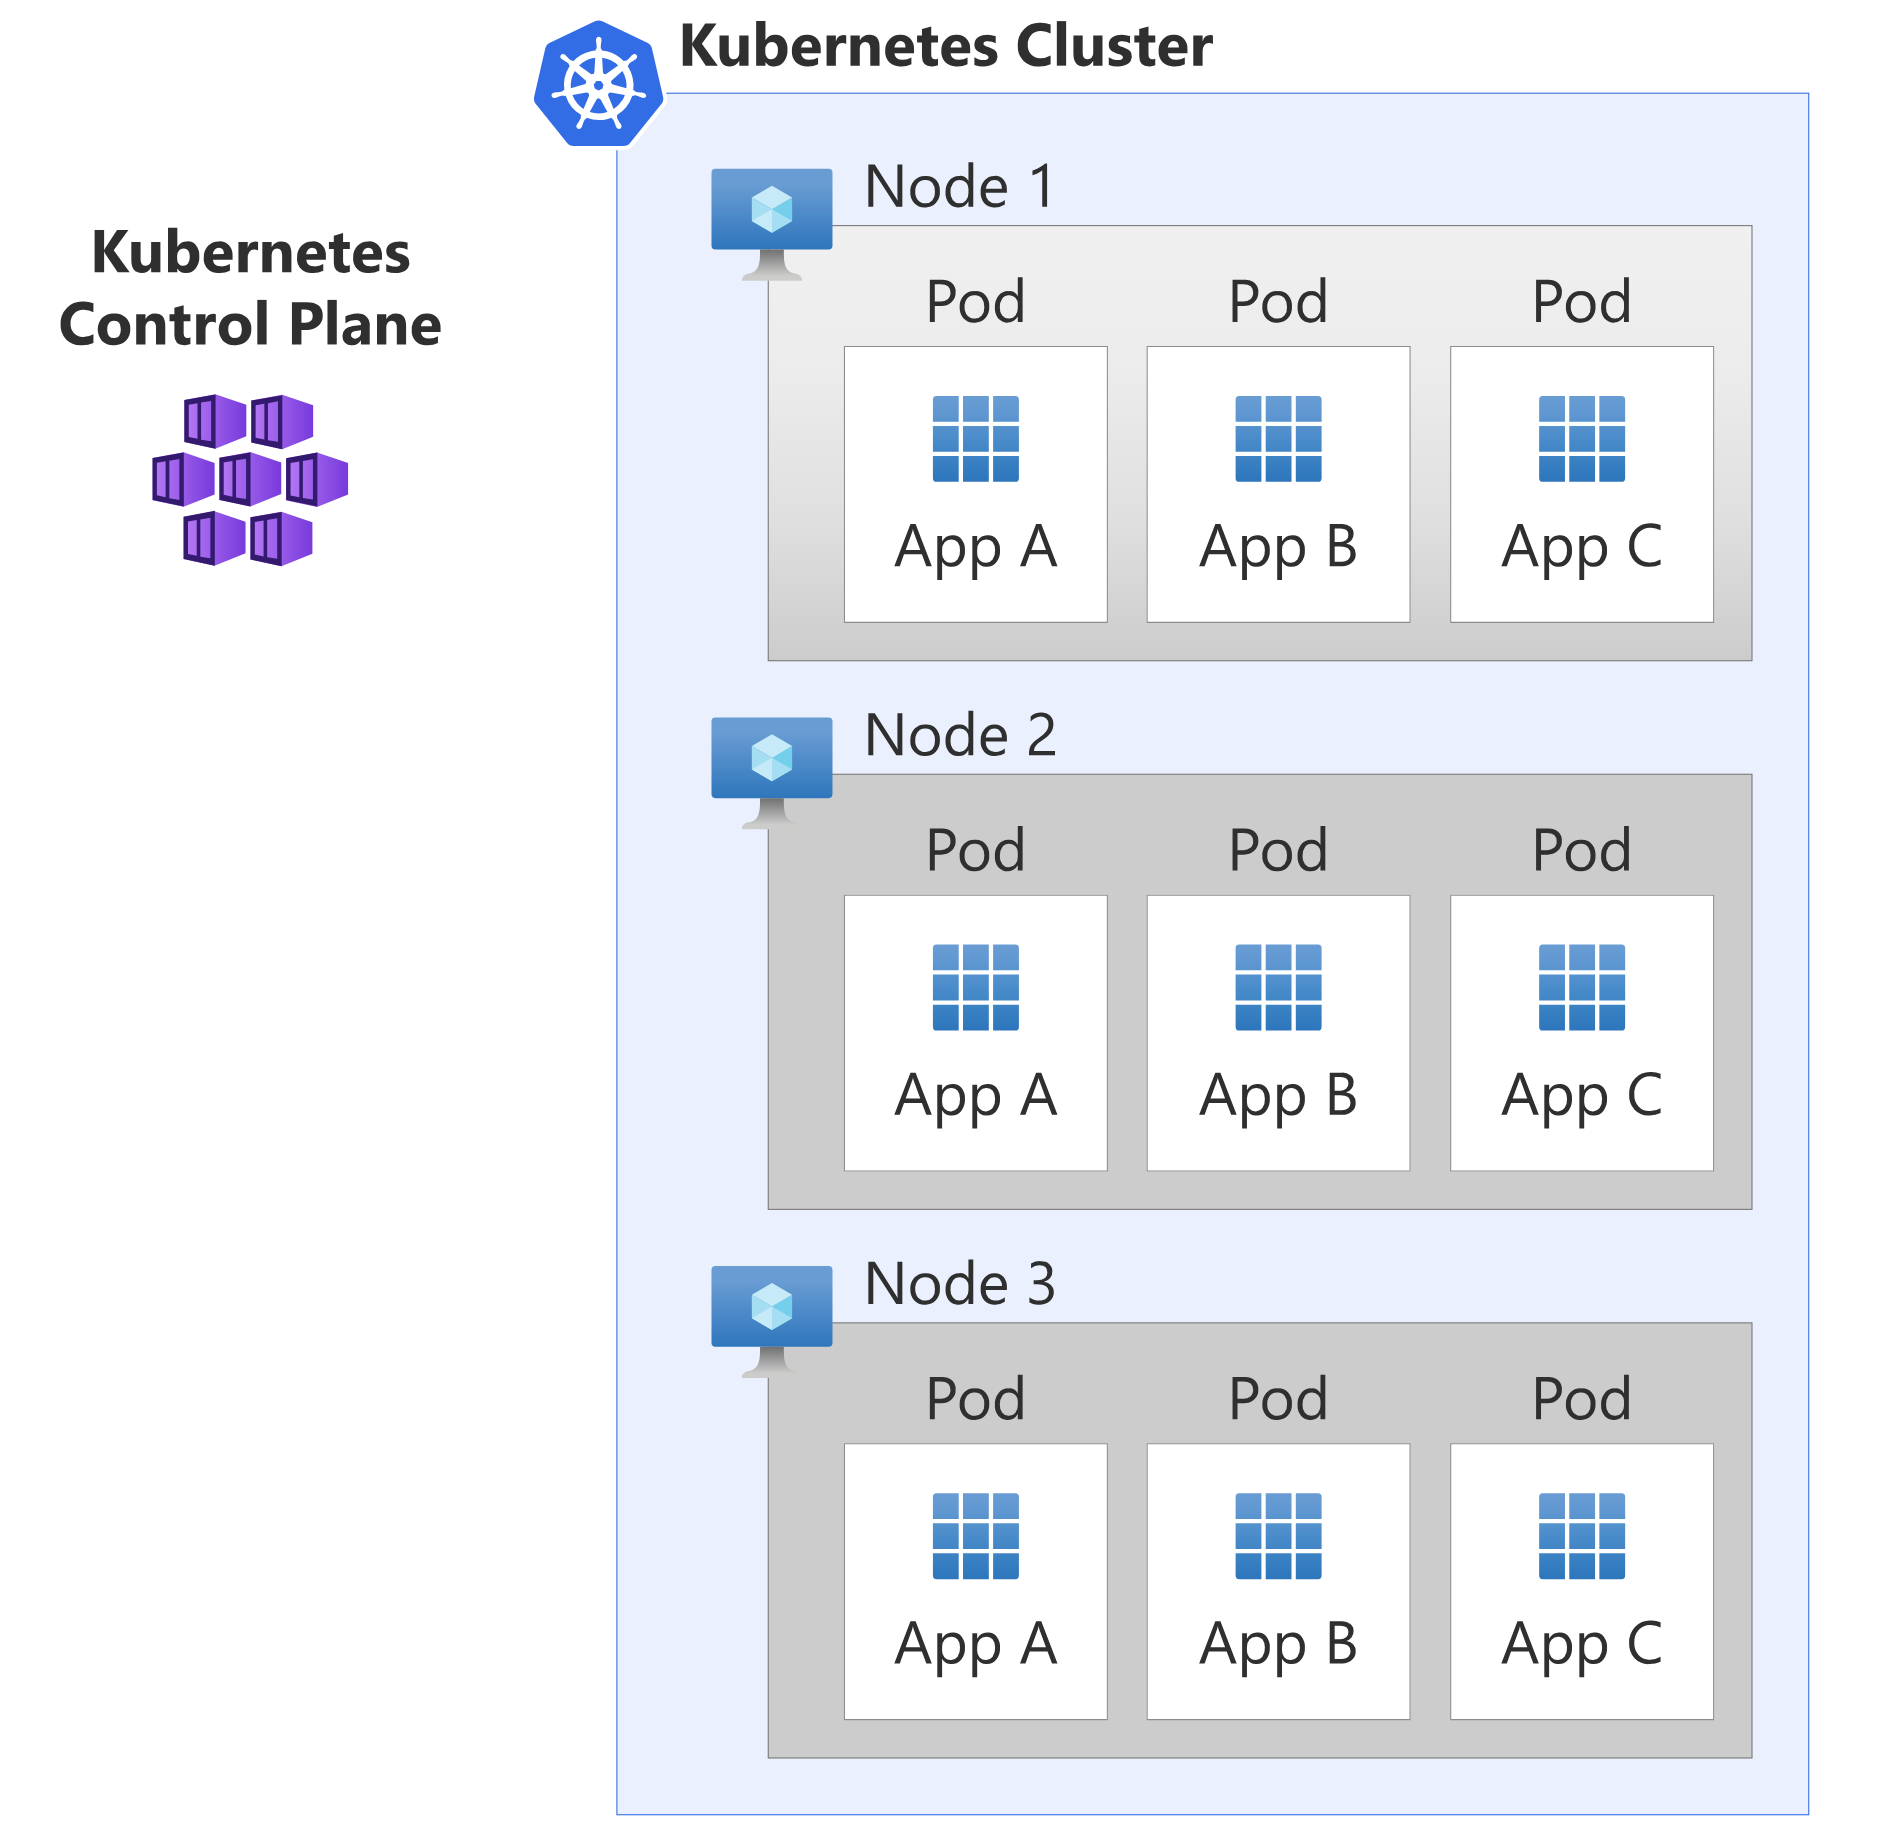 Kubernetes Cluster
Kubernetes
Control Plane
Node 1
Pod Pod Pod
App A App B App C
Node 2
Pod Pod Pod
App A App B App C
Node 3
Pod Pod Pod
App A App B App C